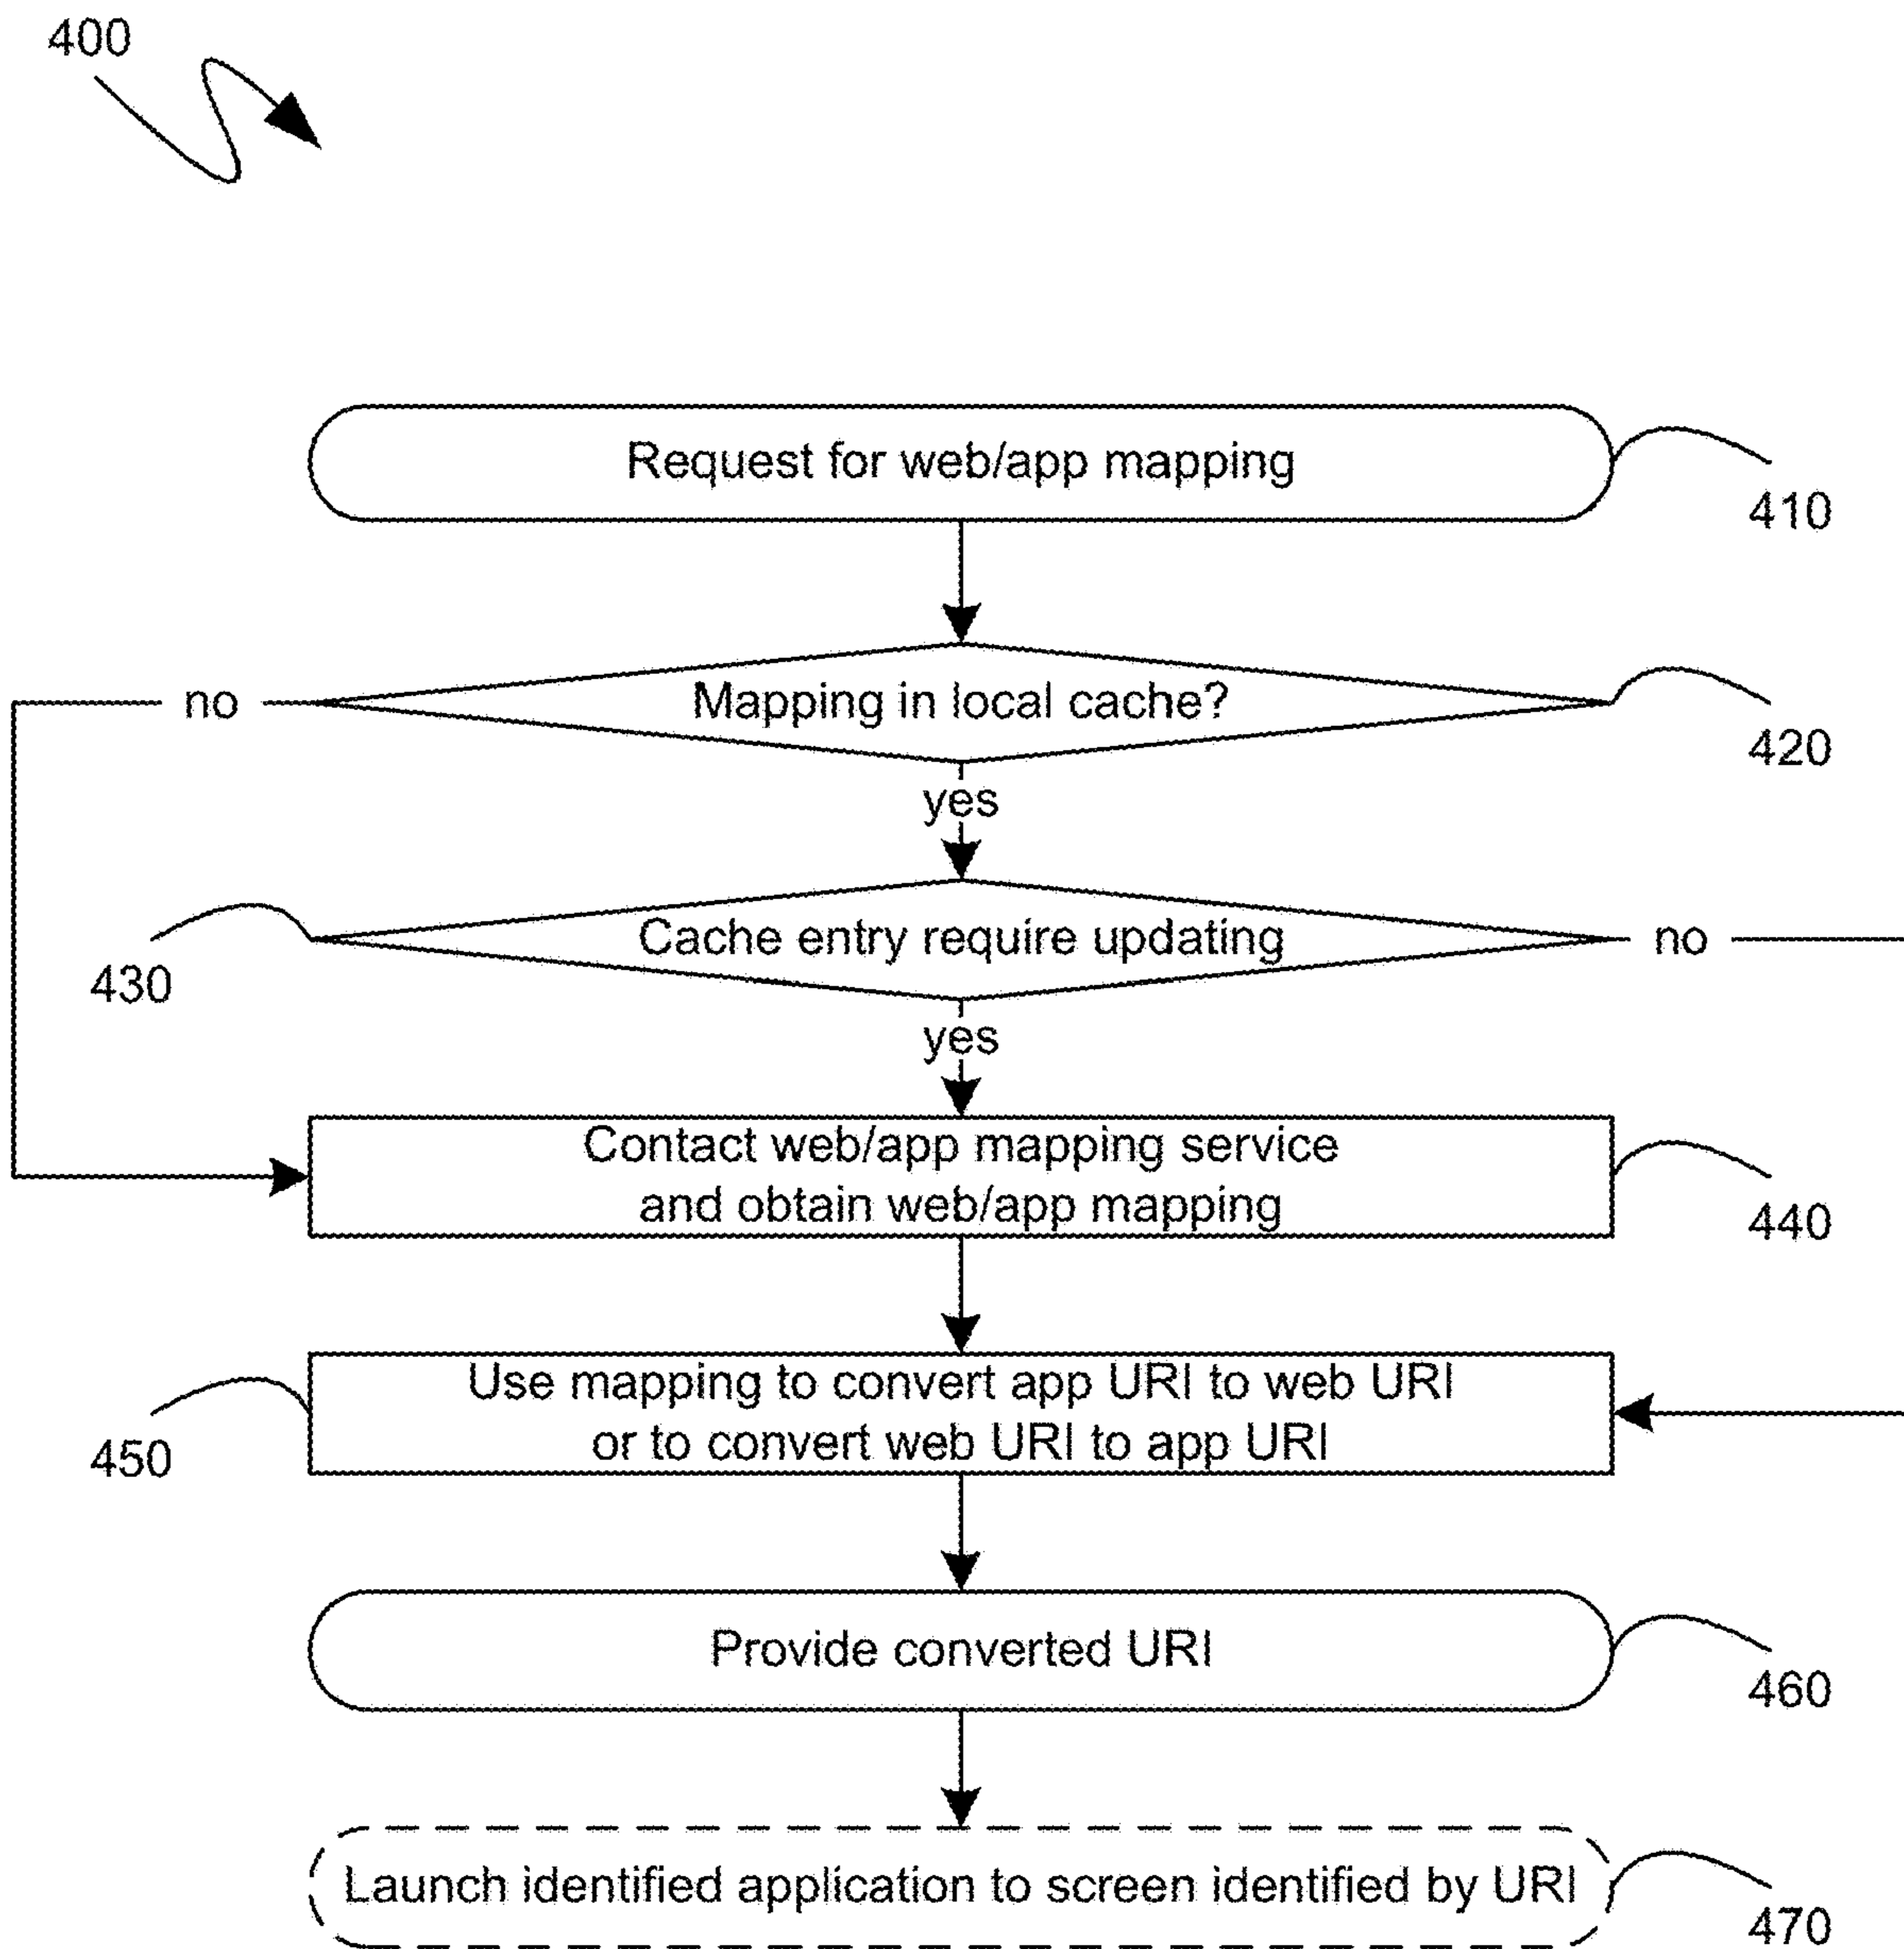 400
Request for web/app mapping
410
no
Mapping in local cache?
420
yes
Cache entry require updating
no
430
yes
Contact web/app mapping service
and obtain web/app mapping
440
Use mapping to convert app URI to web URI
or to convert web URI to app URI
450
Provide converted URI
460
Launch identified application to screen identified by URI
470